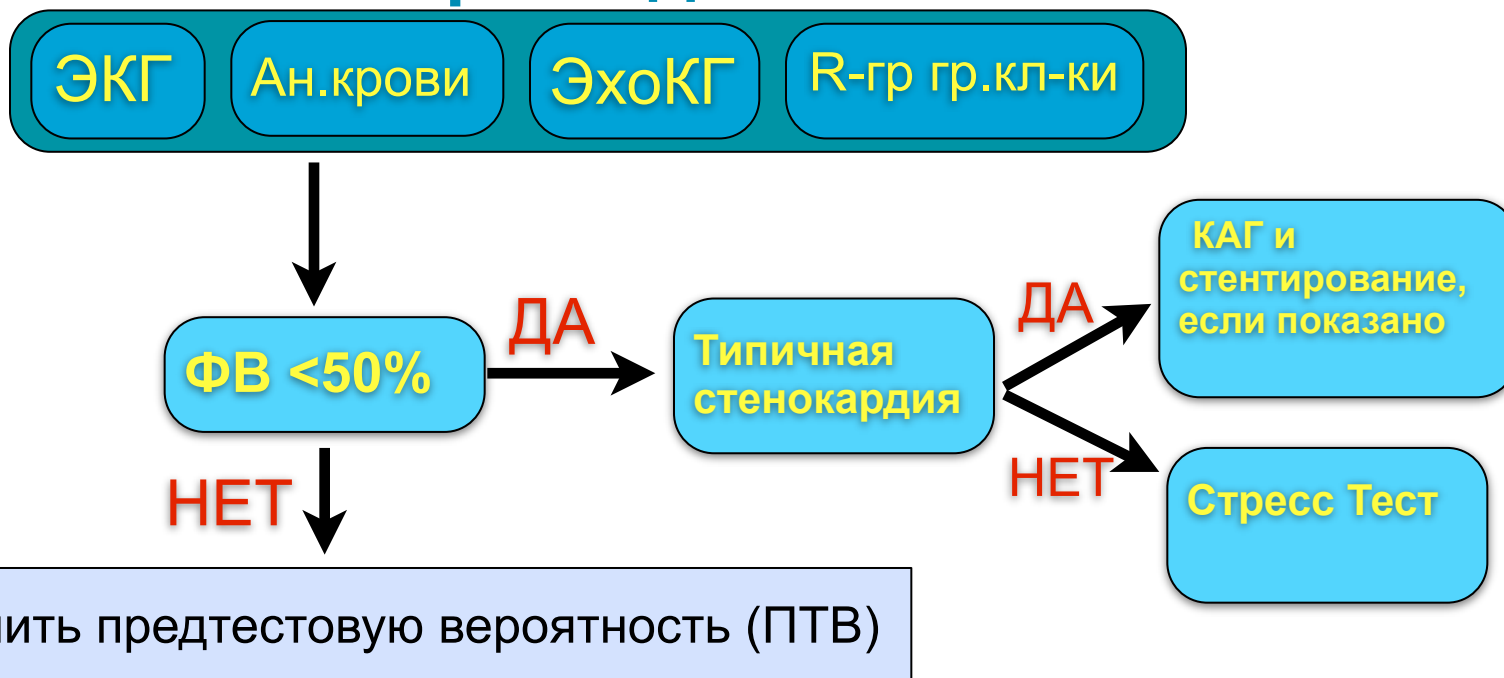 ЭКГ
Ан.крови
ЭхоКГ
R-гр гр.кл-ки
ФВ <50%
ДА
Типичная
стенокардия
ДА
КАГ и
стентирование,
если показано
НЕТ
Стресс Тест
НЕТ
предтестовую вероятность (ПТВ)